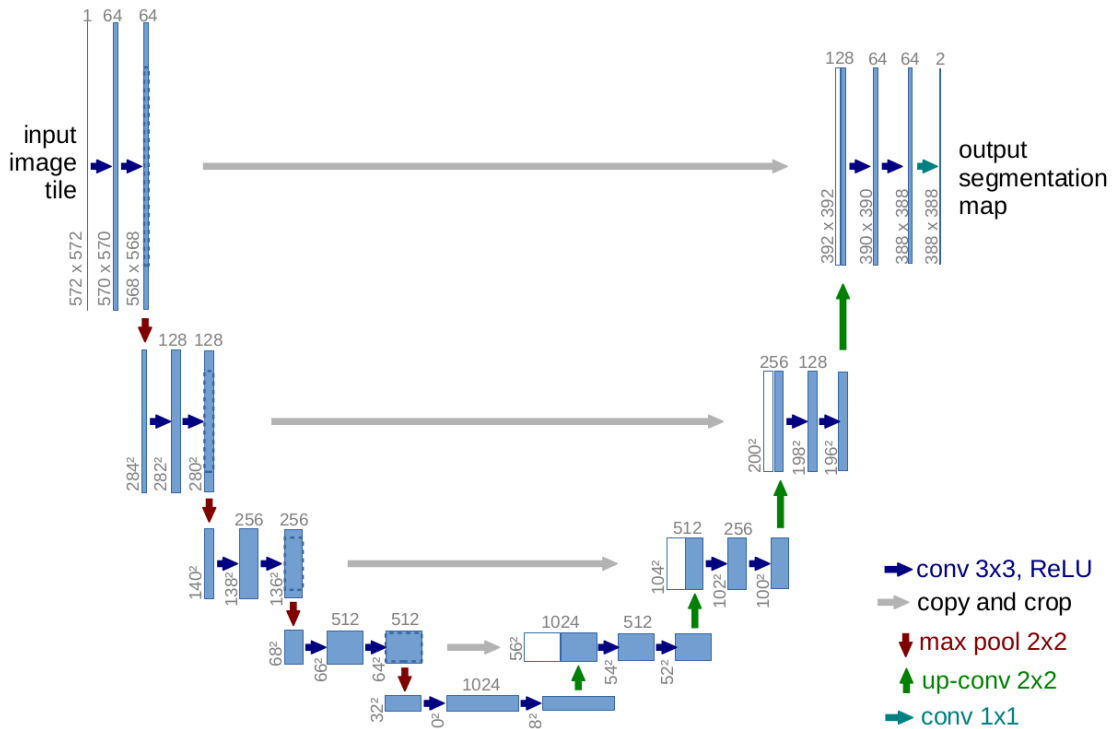 1 64 64
128 64 64 2
input
image
tile
output
segmentation
map
572 x 572
570 x 570
568 x 568
392 x 392
390 x 390
388 x 388
388 x 388
128 128
256 128
284²
282²
280²
200²
198²
196²
256 256
512 256
140²
138²
136²
104²
102²
100²
512 512
1024 512
68²
66²
64²
56²
54²
52²
1024
32²
0²
8²
conv 3x3, ReLU
copy and crop
max pool 2x2
up-conv 2x2
conv 1x1